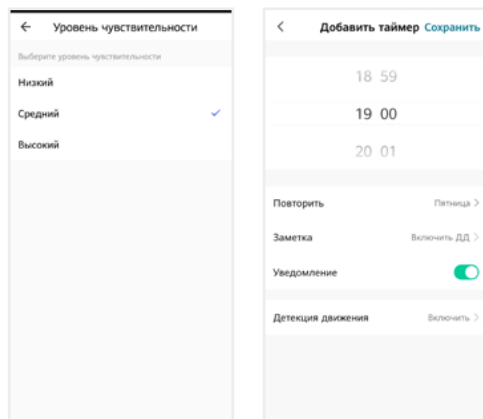 Уровень чувствительности
Выберите уровень чувствительности
Низкий
Средний
Высокий
Добавить таймер Сохранить
18 59
19 00
20 01
Повторить Пятница
Заметка Включить ДД
Уведомление
Детекция движения Включить